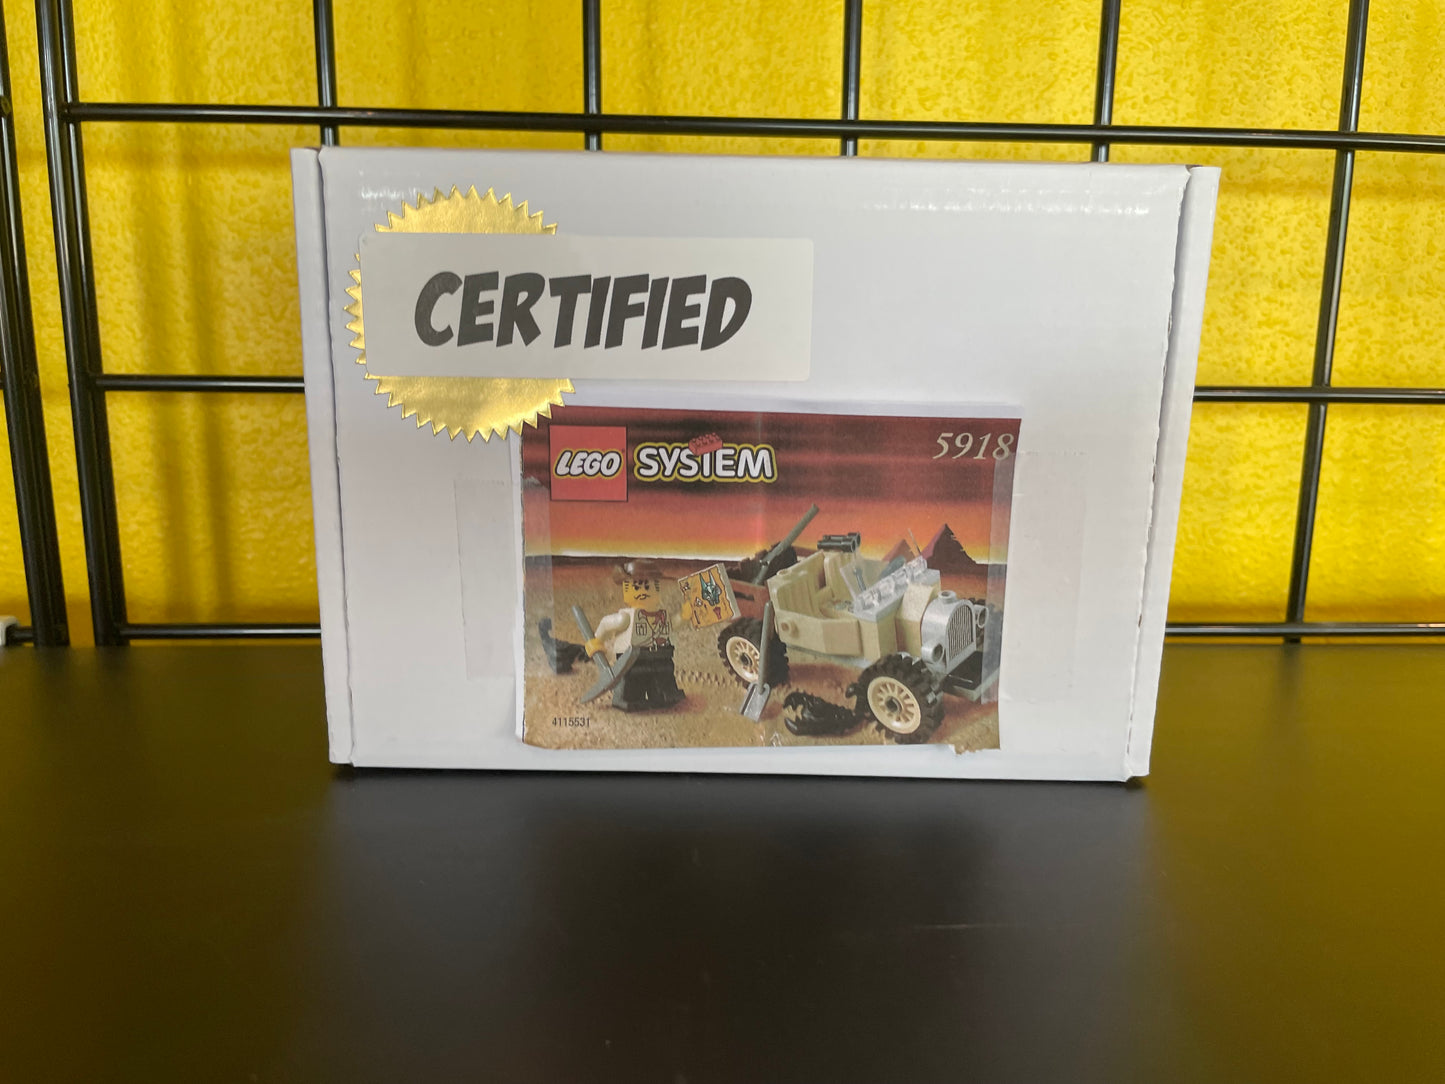 CERTIFIED
LEGO SYSTEM
5918
4115531